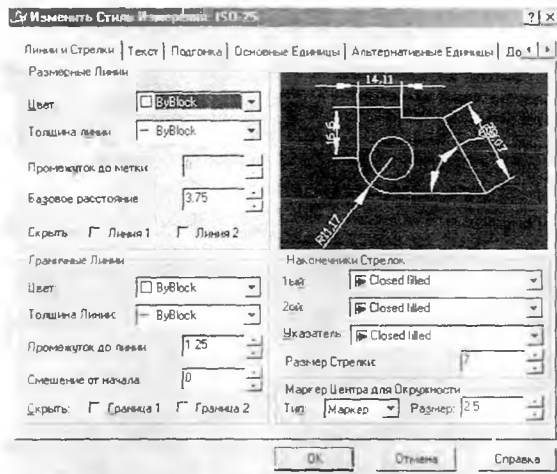 Изменить Стиль Измерения: ISO-25
Линии и Стрелки Текст Подгонка Основные Единицы Альтернативные Единицы До
Размерные Линии
Цвет: ByBlock
Толщина линии ByBlock
Промежуток до метки
Базовое расстояние 3.75
Скрыть Линия 1 Линия 2
14,11
16,6
R11,17
Граничные Линии
Цвет: ByBlock
Толщина Линии: ByBlock
Промежуток до линии 1.25
Смещение от начала 0
Скрыть: Граница 1 Граница 2
Наконечники Стрелок
1ый: Closed filled
2ой: Closed filled
Указатель: Closed filled
Размер Стрелки: 7
Маркер Центра для Окружности
Тип: Маркер Размер: 2.5
OK Отмена Справка